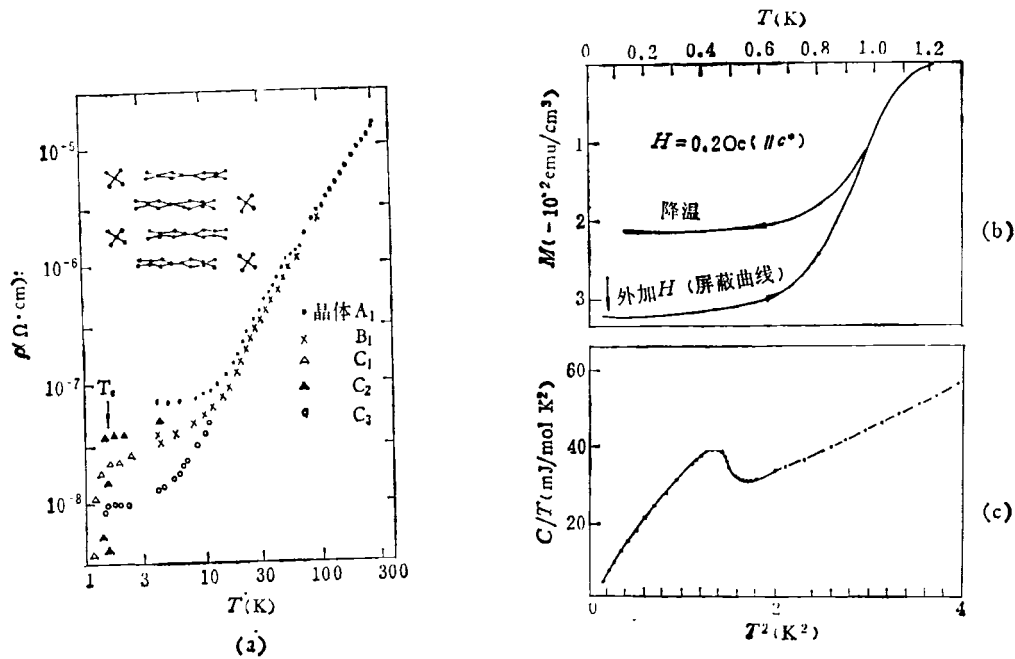 10⁻⁵
10⁻⁶
10⁻⁷
10⁻⁸
ρ(Ω·cm)
晶体A₁
B₁
C₁
C₂
C₃
T_c
1 3 10 30 100 300
T(K)
(a)
T(K)
0 0.2 0.4 0.6 0.8 1.0 1.2
M(-10⁻²emu/cm³)
1
2
3
H=0.2Oe(∥c*)
降温
外加H(屏蔽曲线)
(b)
C/T(mJ/mol K²)
60
40
20
0 2 4
T²(K²)
(c)